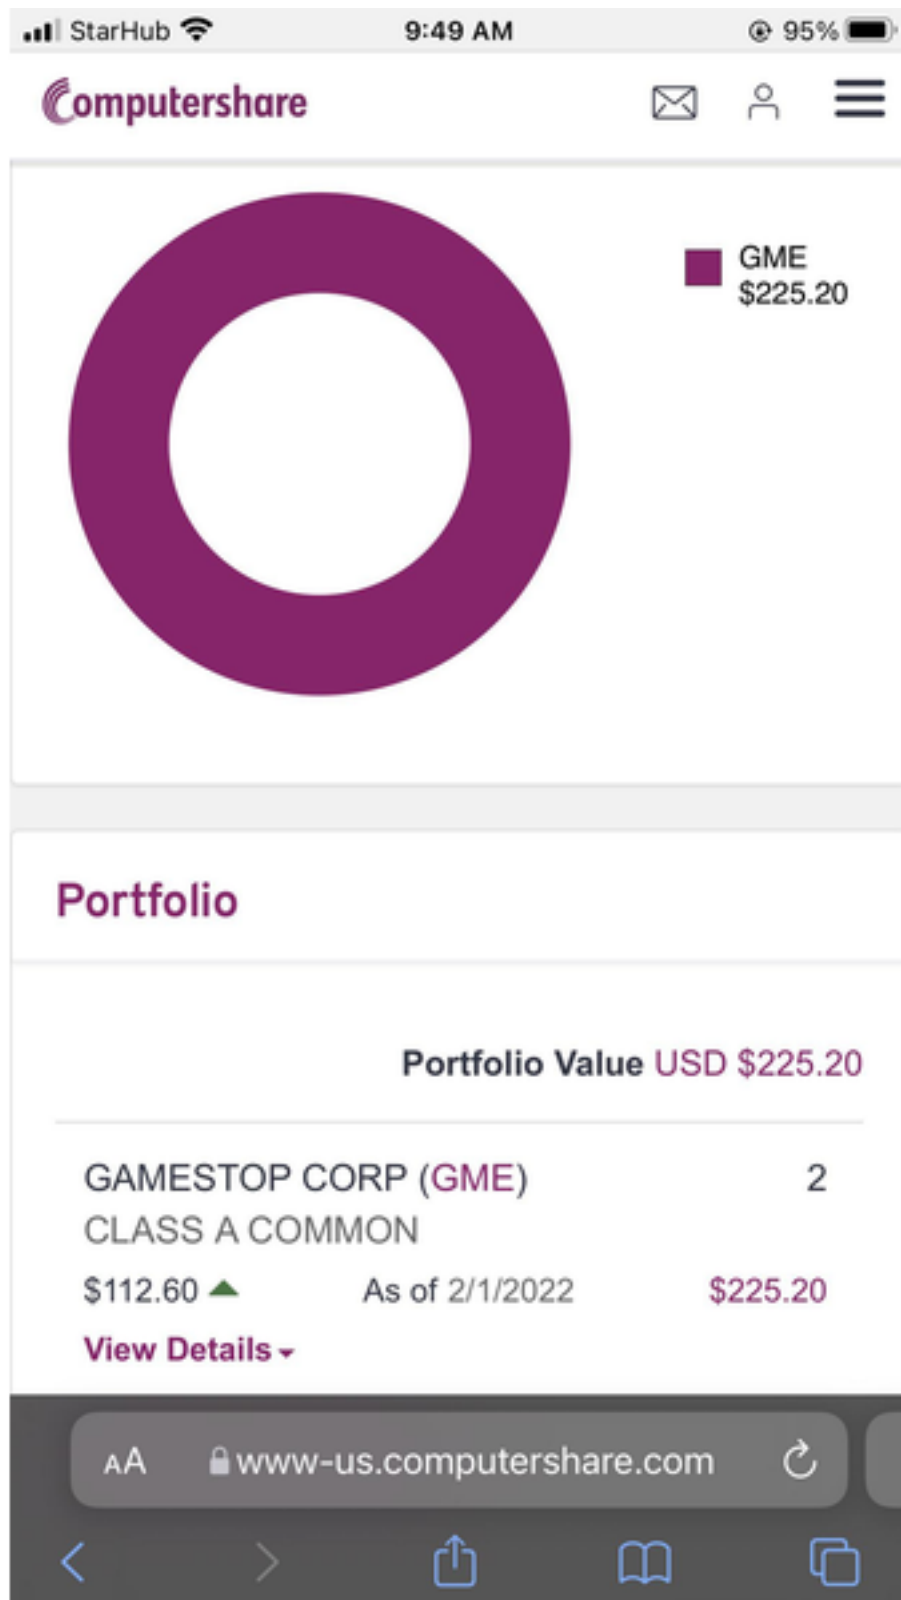 StarHub 9:49 AM 95%
Computershare
GME
$225.20
Portfolio
Portfolio Value USD $225.20
GAMESTOP CORP (GME) 2
CLASS A COMMON
$112.60 As of 2/1/2022 $225.20
View Details
AA www-us.computershare.com